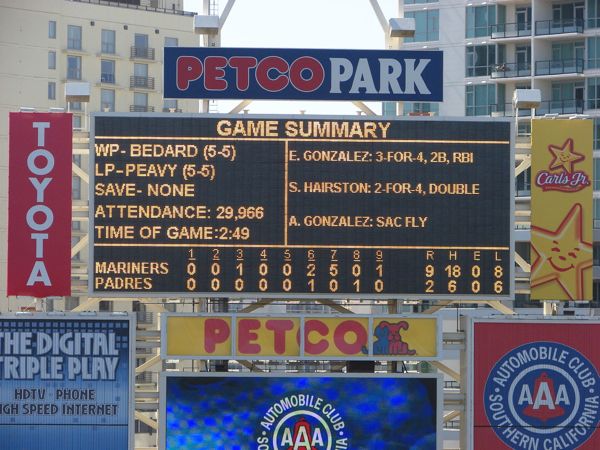 PETCO PARK
GAME SUMMARY
WP- BEDARD (5-5)
LP-PEAVY (5-5)
SAVE- NONE
ATTENDANCE: 29,966
TIME OF GAME:2:49
E. GONZALEZ: 3-FOR-4, 2B, RBI
S. HAIRSTON: 2-FOR-4, DOUBLE
A. GONZALEZ: SAC FLY
1 2 3 4 5 6 7 8 9 R H E L
MARINERS 0 0 1 0 0 2 5 1 0 9 18 0 8
PADRES 0 0 0 0 0 1 0 1 0 2 6 0 6
TOYOTA
Carls Jr.
PETCO
THE DIGITAL
TRIPLE PLAY
HDTV · PHONE
HIGH SPEED INTERNET
AUTOMOBILE CLUB
AAA
AUTOMOBILE CLUB OF
SOUTHERN CALIFORNIA
AAA